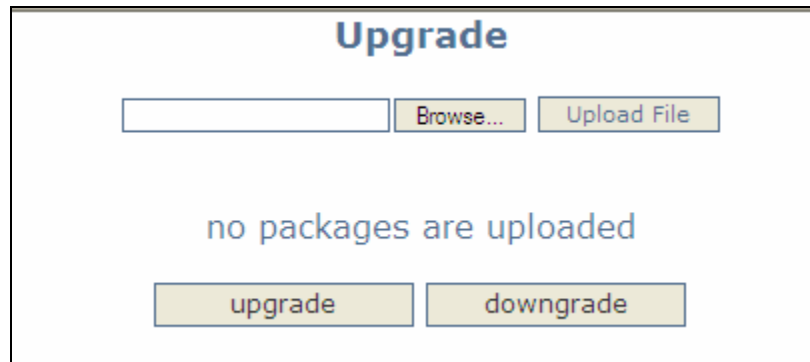 Upgrade
Browse... Upload File
no packages are uploaded
upgrade downgrade